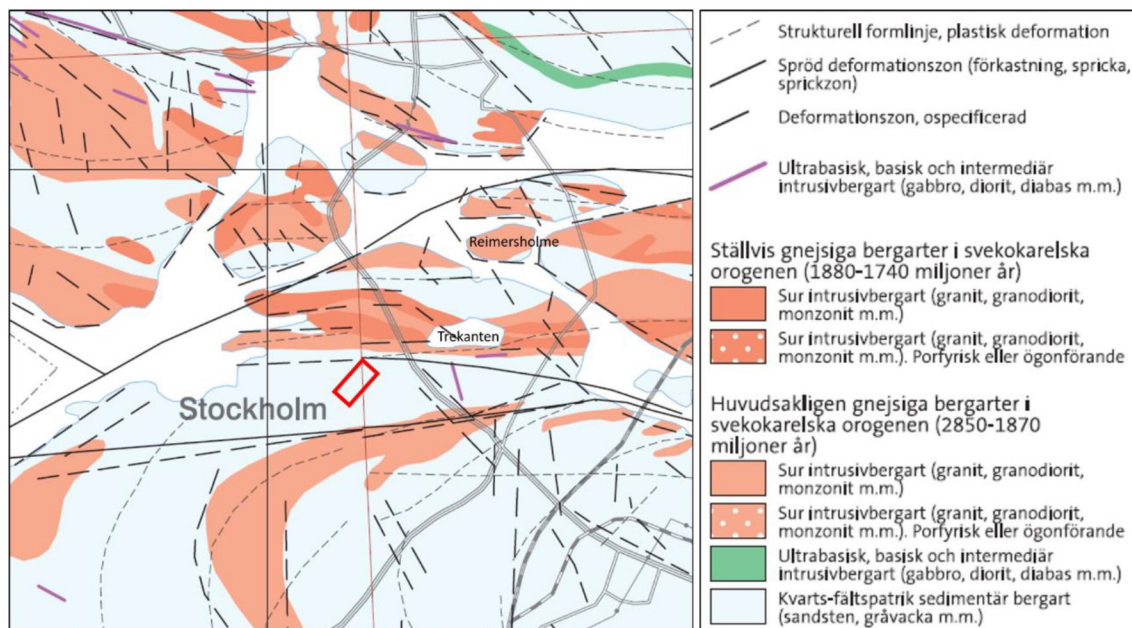 Reimersholme
Trekanten
Stockholm
Strukturell formlinje, plastisk deformation
Spröd deformationszon (förkastning, spricka,
sprickzon)
Deformationszon, ospecificerad
Ultrabasisk, basisk och intermediär
intrusivbergart (gabbro, diorit, diabas m.m.)
Ställvis gnejsiga bergarter i svekokarelska
orogenen (1880-1740 miljoner år)
Sur intrusivbergart (granit, granodiorit,
monzonit m.m.)
Sur intrusivbergart (granit, granodiorit,
monzonit m.m.). Porfyrisk eller ögonförande
Huvudsakligen gnejsiga bergarter i
svekokarelska orogenen (2850-1870
miljoner år)
Sur intrusivbergart (granit, granodiorit,
monzonit m.m.)
Sur intrusivbergart (granit, granodiorit,
monzonit m.m.). Porfyrisk eller ögonförande
Ultrabasisk, basisk och intermediär
intrusivbergart (gabbro, diorit, diabas m.m.)
Kvarts-fältspatrik sedimentär bergart
(sandsten, gråvacka m.m.)